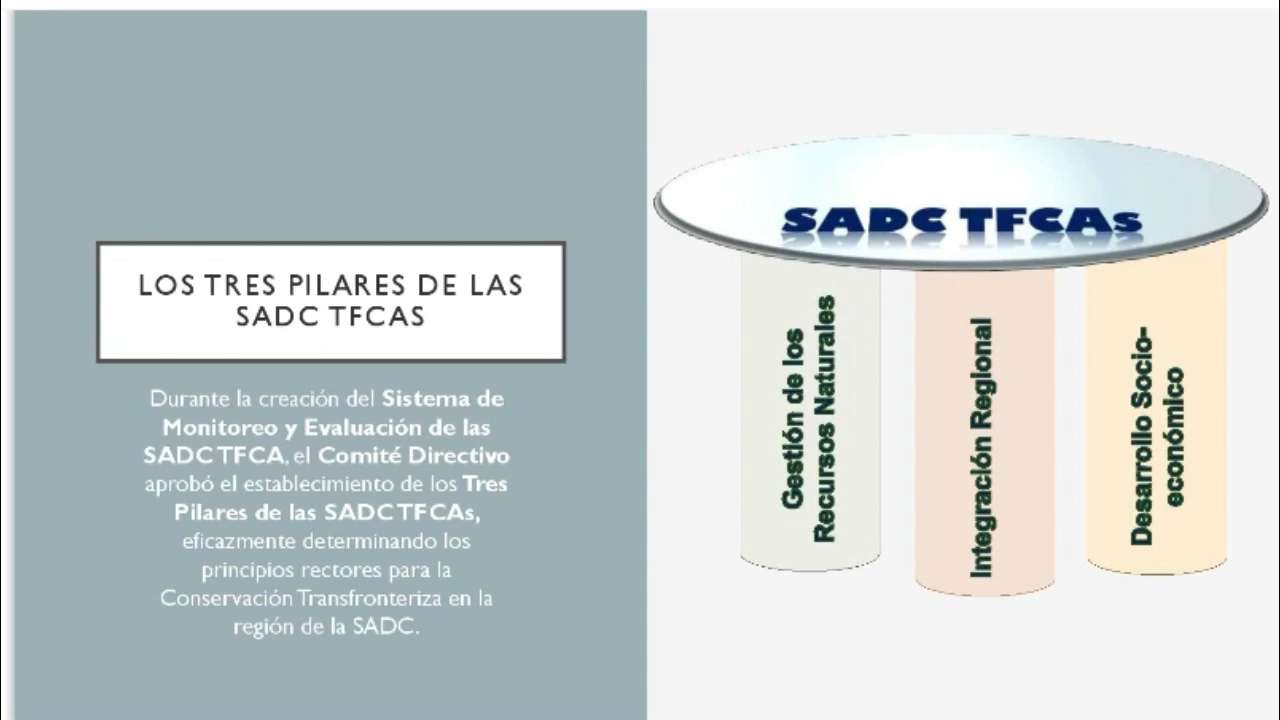 LOS TRES PILARES DE LAS
SADC TFCAS
Durante la creación del Sistema de
Monitoreo y Evaluación de las
SADC TFCA, el Comité Directivo
aprobó el establecimiento de los Tres
Pilares de las SADC TFCAs,
eficazmente determinando los
principios rectores para la
Conservación Transfronteriza en la
región de la SADC.
SADC TFCAs
Gestión de los
Recursos Naturales
Integración Regional
Desarrollo Socio-
económico